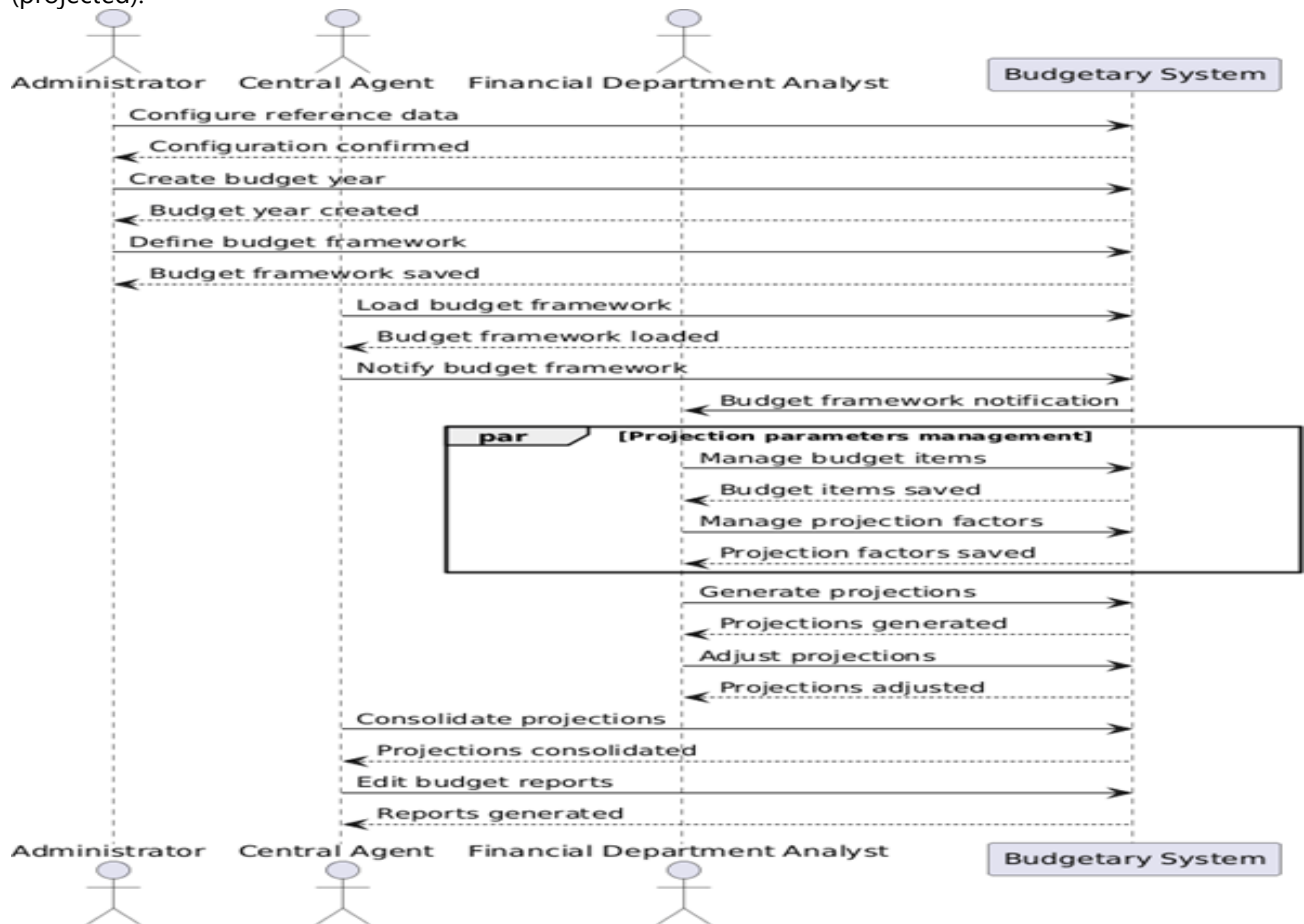 (projected).
Administrator Central Agent Financial Department Analyst Budgetary System
Configure reference data
Configuration confirmed
Create budget year
Budget year created
Define budget framework
Budget framework saved
Load budget framework
Budget framework loaded
Notify budget framework
Budget framework notification
par [Projection parameters management]
Manage budget items
Budget items saved
Manage projection factors
Projection factors saved
Generate projections
Projections generated
Adjust projections
Projections adjusted
Consolidate projections
Projections consolidated
Edit budget reports
Reports generated
Administrator Central Agent Financial Department Analyst Budgetary System